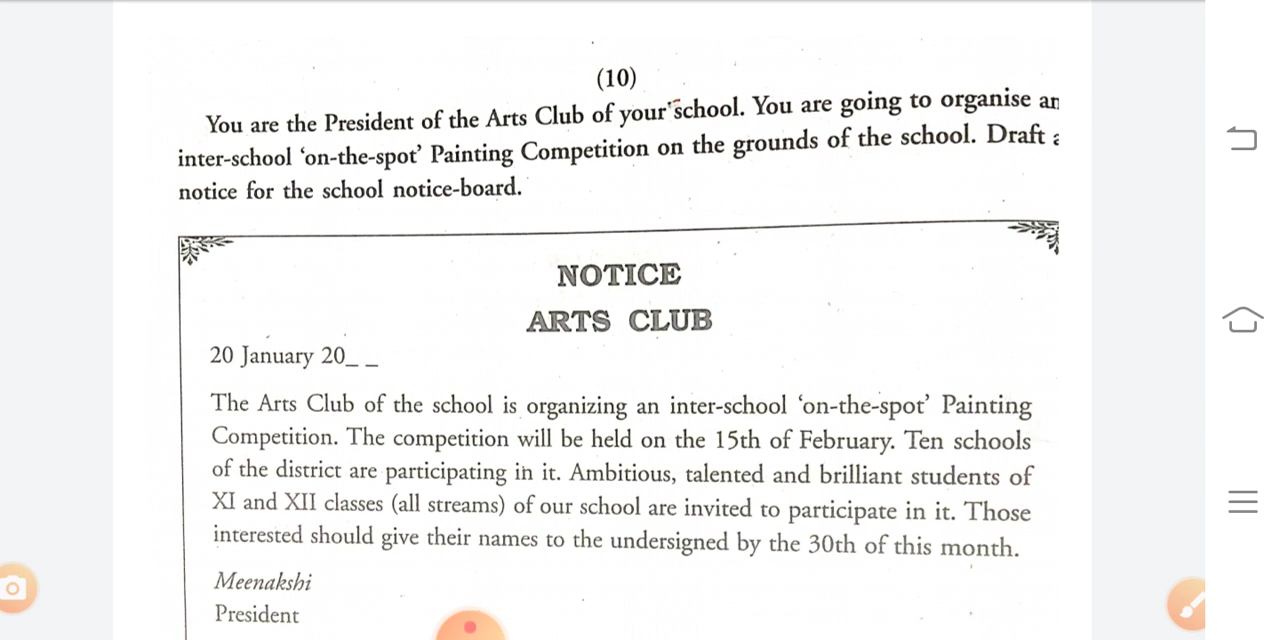 (10)
You are the President of the Arts Club of your school. You are going to organise an
inter-school ‘on-the-spot’ Painting Competition on the grounds of the school. Draft a
notice for the school notice-board.
NOTICE
ARTS CLUB
20 January 20_ _
The Arts Club of the school is organizing an inter-school ‘on-the-spot’ Painting
Competition. The competition will be held on the 15th of February. Ten schools
of the district are participating in it. Ambitious, talented and brilliant students of
XI and XII classes (all streams) of our school are invited to participate in it. Those
interested should give their names to the undersigned by the 30th of this month.
Meenakshi
President